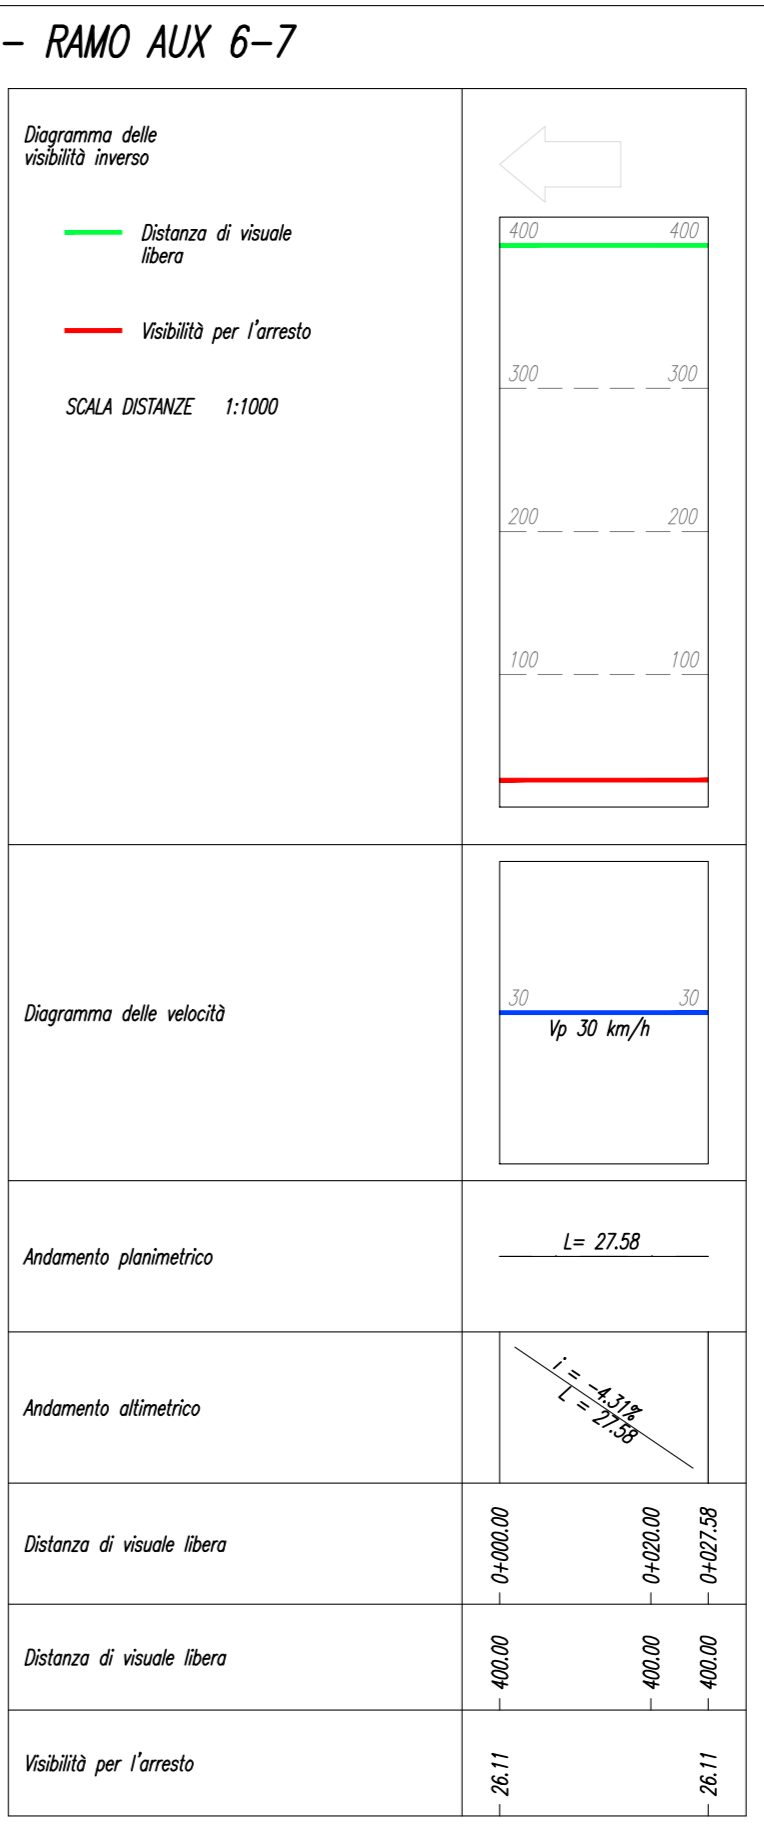 - RAMO AUX 6-7
Diagramma delle
visibilità inverso
Distanza di visuale
libera
Visibilità per l'arresto
SCALA DISTANZE 1:1000
400 400
300 300
200 200
100 100
Diagramma delle velocità
30 30
Vp 30 km/h
Andamento planimetrico
L= 27.58
Andamento altimetrico
i = -4.31%
L = 27.58
Distanza di visuale libera
0+000.00 0+020.00 0+027.58
Distanza di visuale libera
400.00 400.00 400.00
Visibilità per l'arresto
26.11 26.11